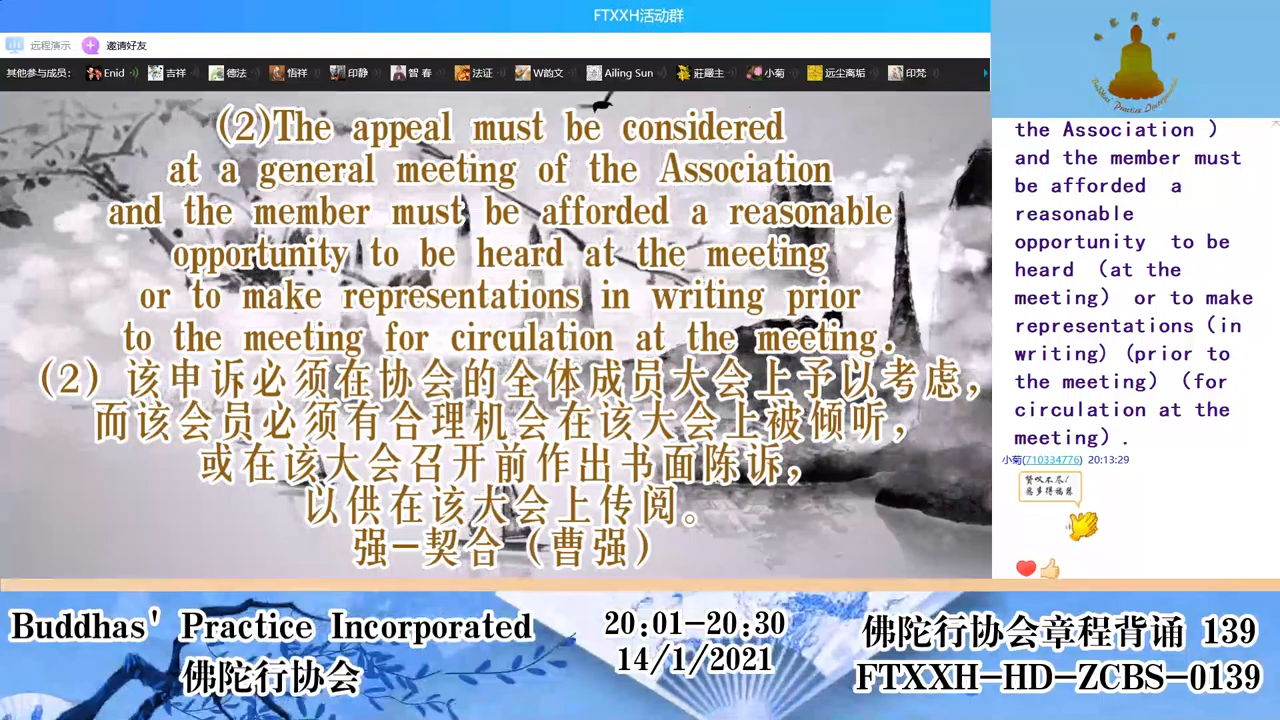 FTXXH活动群
远程演示 邀请好友
其他参与成员： Enid 吉祥 德法 悟祥 印静 智春 法证 W韵文 Ailing Sun 莊嚴主 小菊 远尘离垢 印梵
(2)The appeal must be considered
at a general meeting of the Association
and the member must be afforded a reasonable
opportunity to be heard at the meeting
or to make representations in writing prior
to the meeting for circulation at the meeting.
(2) 该申诉必须在协会的全体成员大会上予以考虑，
而该会员必须有合理机会在该大会上被倾听，
或在该大会召开前作出书面陈诉，
以供在该大会上传阅。
强—契合（曹强）
Buddhas' Practice Incorporated
the Association ）
and the member must
be afforded a
reasonable
opportunity to be
heard （at the
meeting） or to make
representations（in
writing）（prior to
the meeting）（for
circulation at the
meeting）.
小菊(710334776) 20:13:29
Buddhas' Practice Incorporated
佛陀行协会
20:01—20:30
14/1/2021
佛陀行协会章程背诵 139
FTXXH—HD—ZCBS—0139